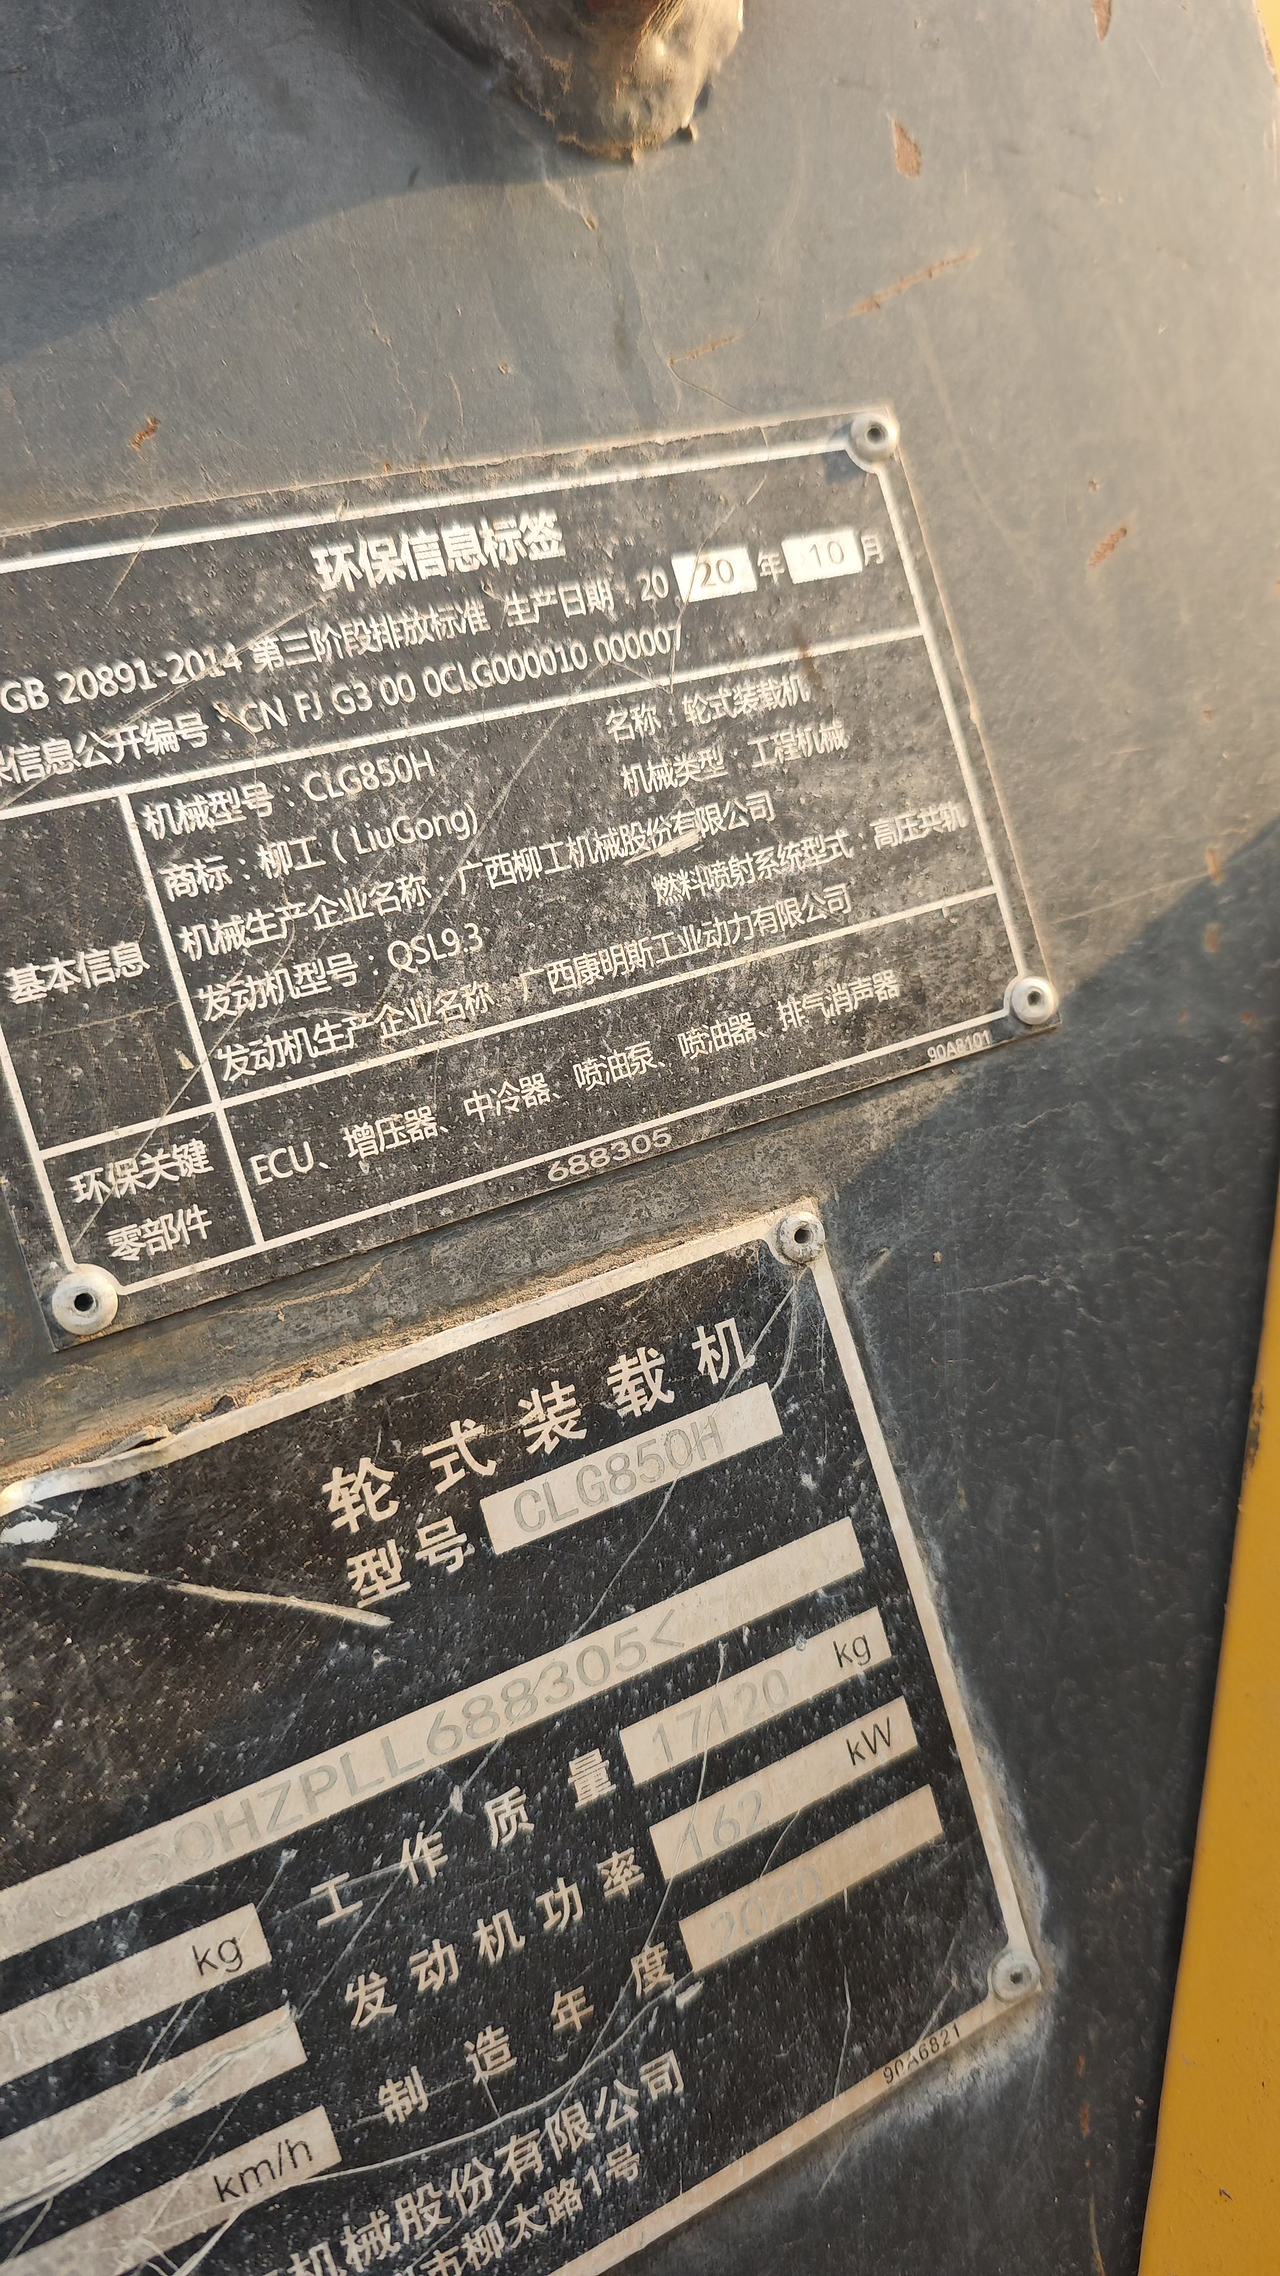 环保信息标签
GB 20891-2014 第三阶段排放标准 生产日期：20 20 年 10 月
保信息公开编号：CN FJ G3 00 0CLG000010 000007
基本信息
机械型号：CLG850H 名称：轮式装载机
商标：柳工（LiuGong) 机械类型：工程机械
机械生产企业名称：广西柳工机械股份有限公司
发动机型号：QSL9.3 燃料喷射系统型式：高压共轨
发动机生产企业名称：广西康明斯工业动力有限公司
环保关键
零部件
ECU、增压器、中冷器、喷油泵、喷油器、排气消声器
688305
90A8101
轮式装载机
型号 CLG850H
850HZPLL688305<
工作质量 17120 kg
kg
发动机功率 162 kW
制造年度 2020
km/h
机械股份有限公司
市柳太路1号
90A6821